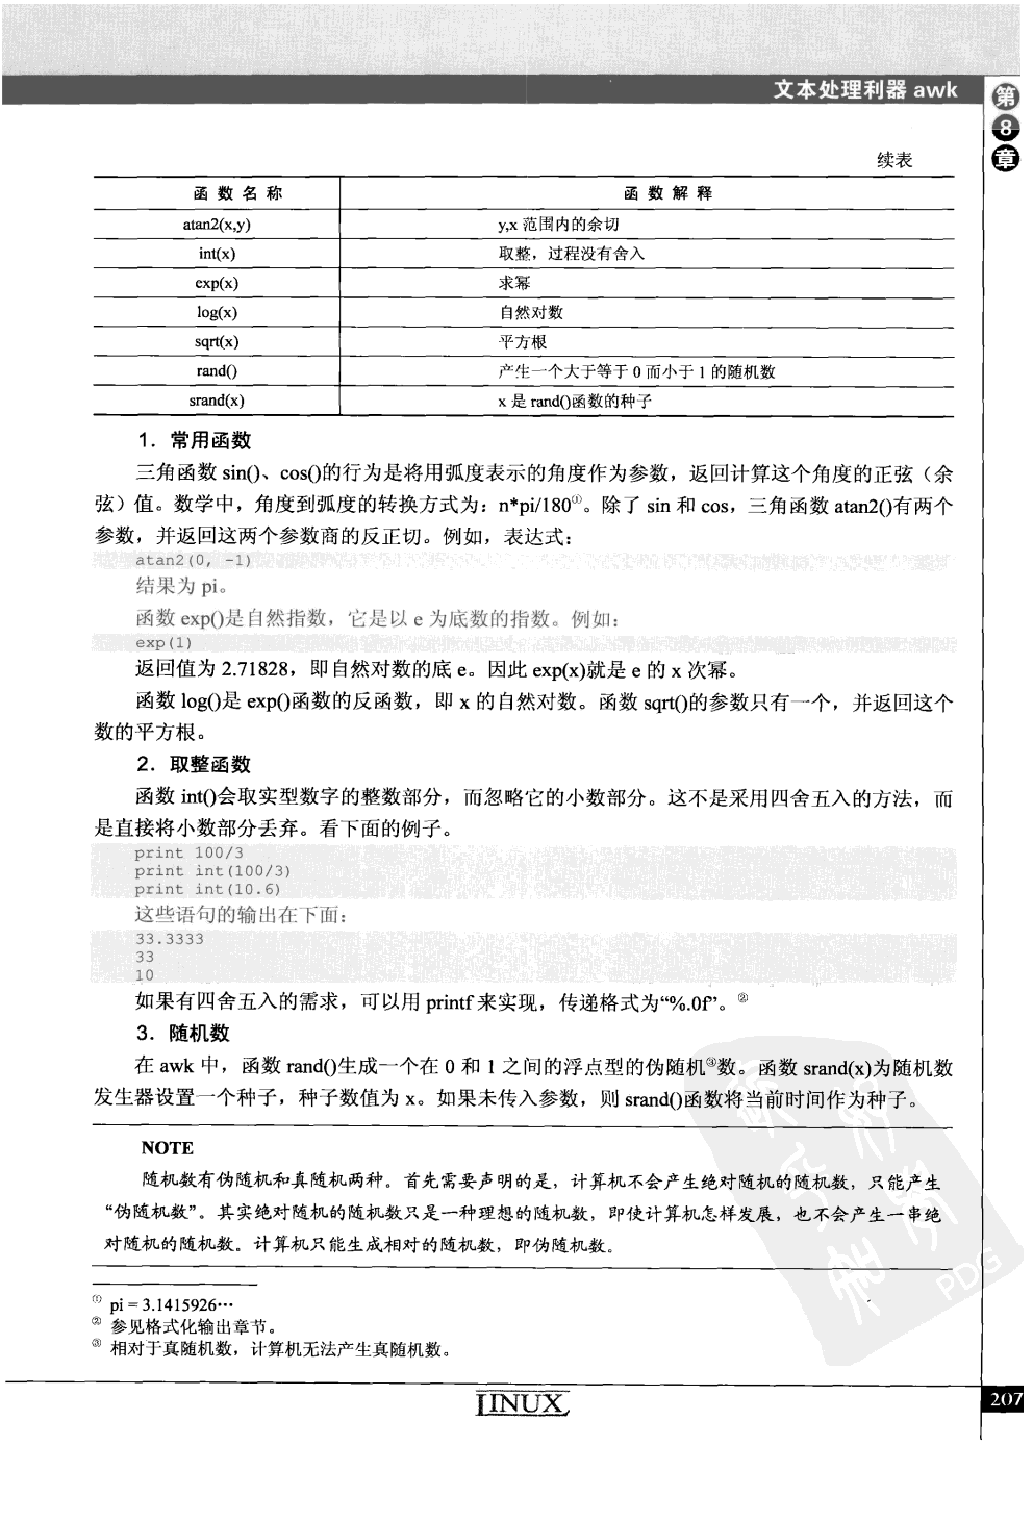 文本处理利器 awk
第
8
章
续表
函数名称 函数解释
atan2(x,y) y,x 范围内的余切
int(x) 取整，过程没有舍入
exp(x) 求幂
log(x) 自然对数
sqrt(x) 平方根
rand() 产生一个大于等于 0 而小于 1 的随机数
srand(x) x 是 rand()函数的种子
1．常用函数
三角函数 sin()、cos()的行为是将用弧度表示的角度作为参数，返回计算这个角度的正弦（余
弦）值。数学中，角度到弧度的转换方式为：n*pi/180①。除了 sin 和 cos，三角函数 atan2()有两个
参数，并返回这两个参数商的反正切。例如，表达式：
atan2(0, -1)
结果为 pi。
函数 exp()是自然指数，它是以 e 为底数的指数。例如：
exp(1)
返回值为 2.71828，即自然对数的底 e。因此 exp(x)就是 e 的 x 次幂。
函数 log()是 exp()函数的反函数，即 x 的自然对数。函数 sqrt()的参数只有一个，并返回这个
数的平方根。
2．取整函数
函数 int()会取实型数字的整数部分，而忽略它的小数部分。这不是采用四舍五入的方法，而
是直接将小数部分丢弃。看下面的例子。
print 100/3
print int(100/3)
print int(10.6)
这些语句的输出在下面：
33.3333
33
10
如果有四舍五入的需求，可以用 printf 来实现，传递格式为“%.0f”。②
3．随机数
在 awk 中，函数 rand()生成一个在 0 和 1 之间的浮点型的伪随机③数。函数 srand(x)为随机数
发生器设置一个种子，种子数值为 x。如果未传入参数，则 srand()函数将当前时间作为种子。
NOTE
随机数有伪随机和真随机两种。首先需要声明的是，计算机不会产生绝对随机的随机数，只能产生
“伪随机数”。其实绝对随机的随机数只是一种理想的随机数，即使计算机怎样发展，也不会产生一串绝
对随机的随机数。计算机只能生成相对的随机数，即伪随机数。
PDG
① pi = 3.1415926…
② 参见格式化输出章节。
③ 相对于真随机数，计算机无法产生真随机数。
LINUX
207